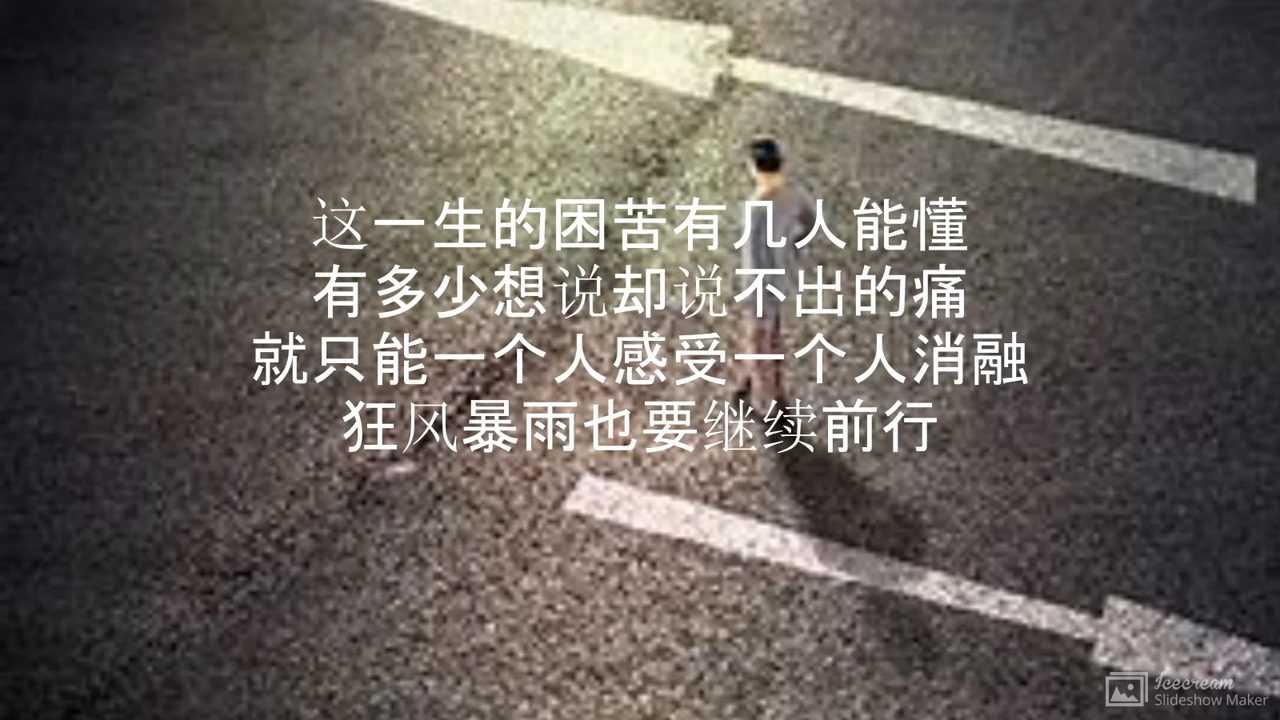 这一生的困苦有几人能懂
有多少想说却说不出的痛
就只能一个人感受一个人消融
狂风暴雨也要继续前行
Icecream
Slideshow Maker